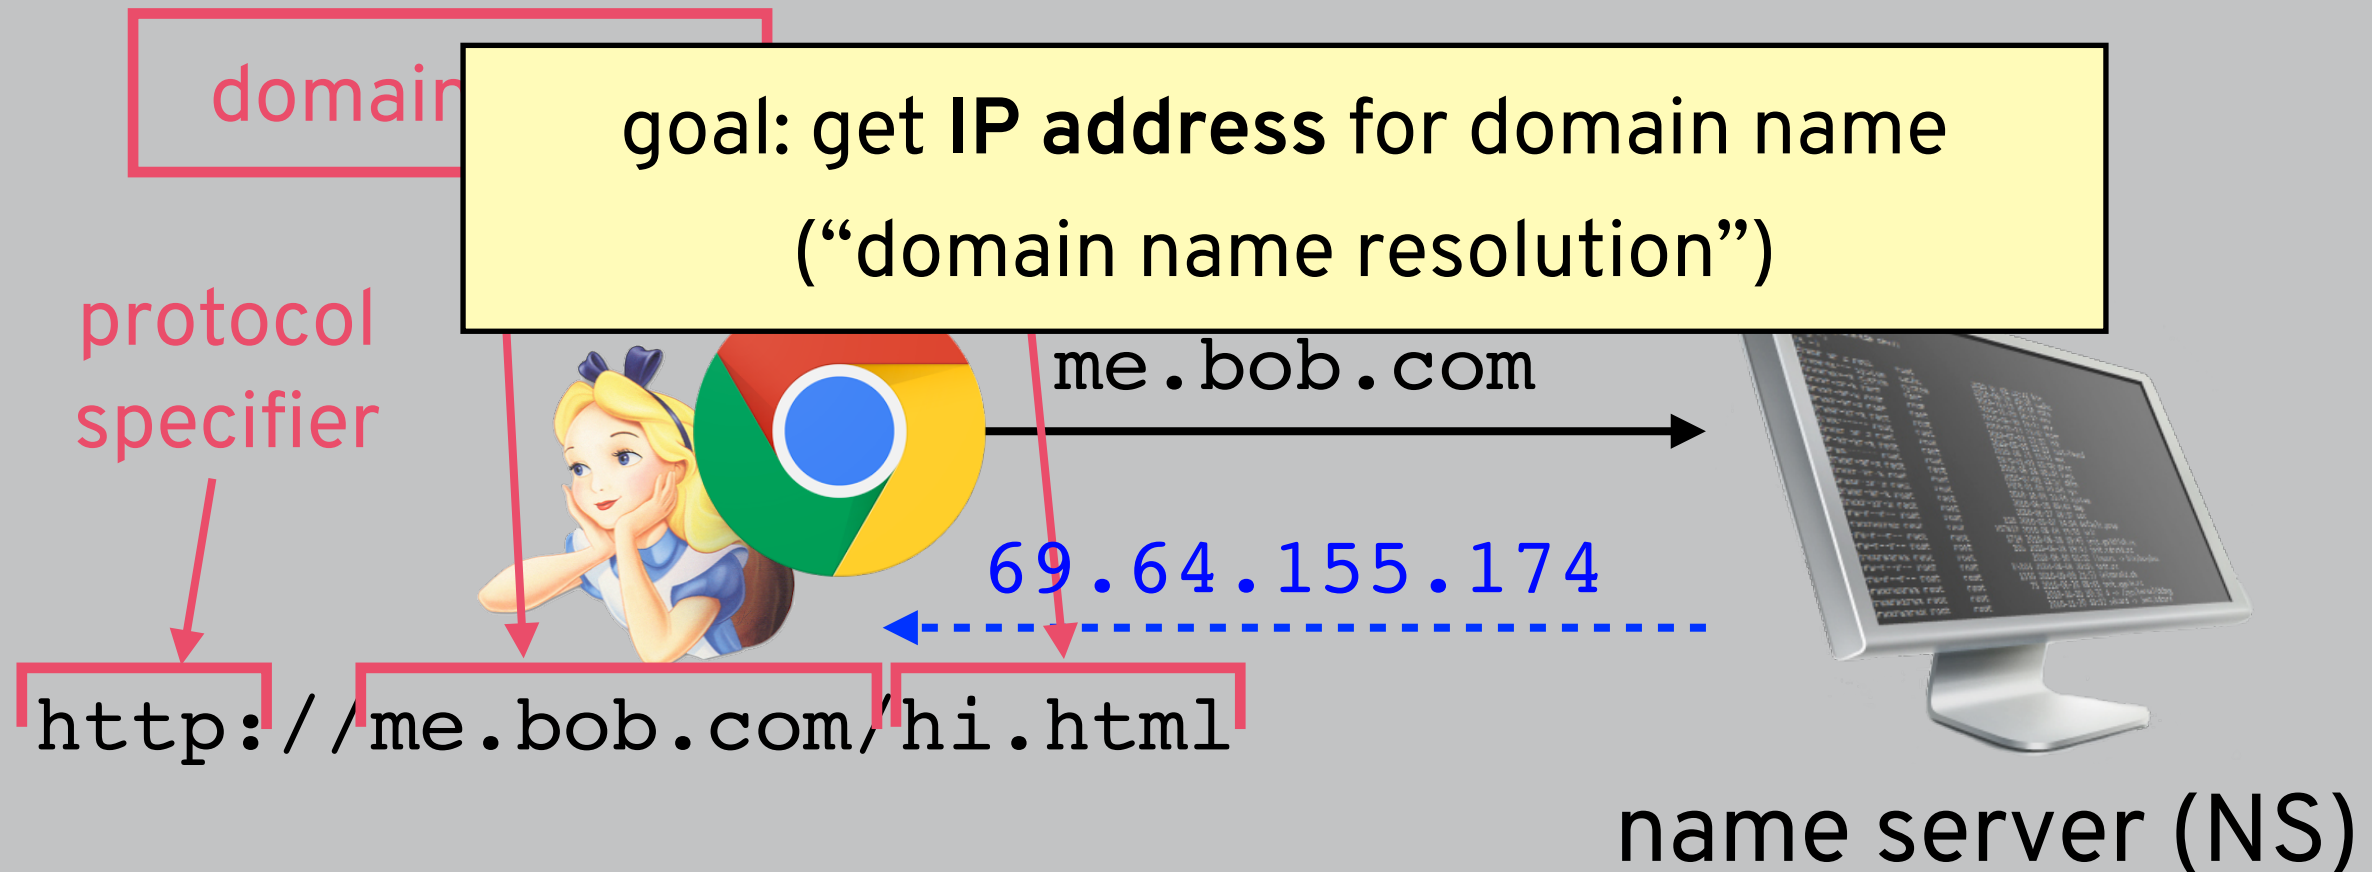 domain
goal: get IP address for domain name
(“domain name resolution”)
protocol
specifier
me.bob.com
69.64.155.174
http://me.bob.com/hi.html
name server (NS)